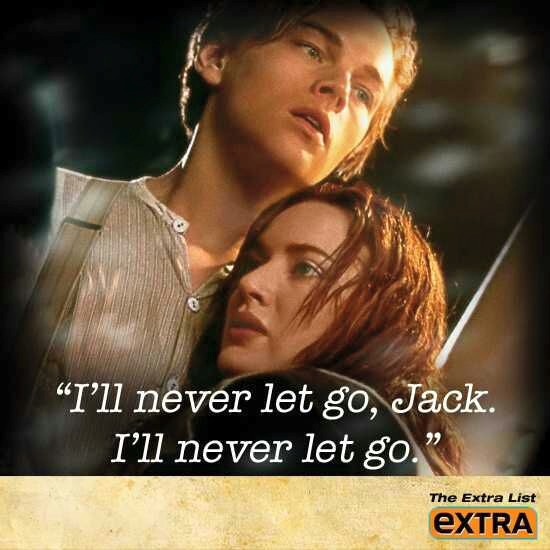 “I’ll never let go, Jack.
I’ll never let go.”
The Extra List
eXTRA